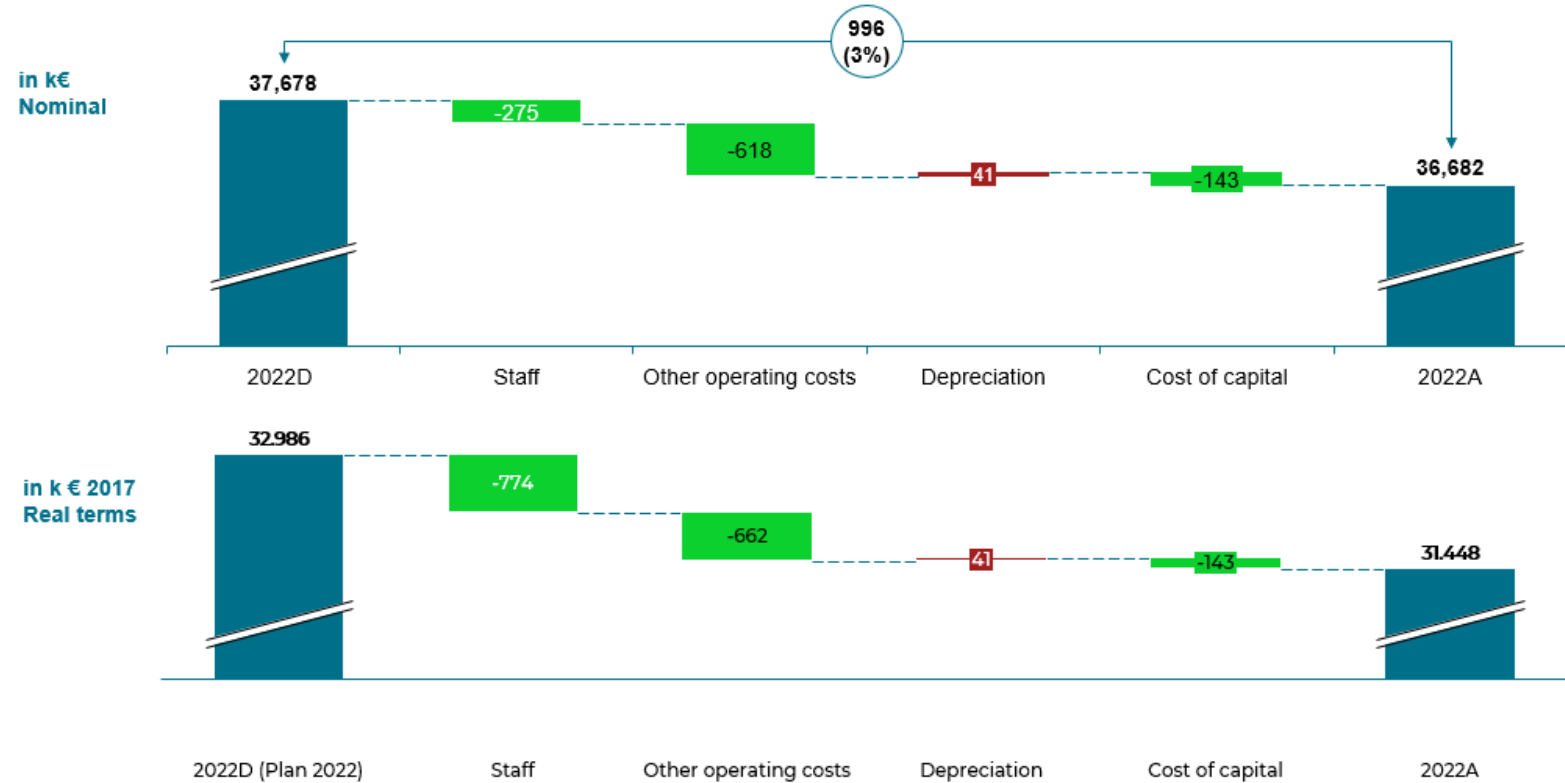 996
(3%)
in k€
Nominal
37,678
-275
-618
41
-143
36,682
2022D
Staff
Other operating costs
Depreciation
Cost of capital
2022A
in k € 2017
Real terms
32.986
-774
-662
41
-143
31.448
2022D (Plan 2022)
Staff
Other operating costs
Depreciation
Cost of capital
2022A